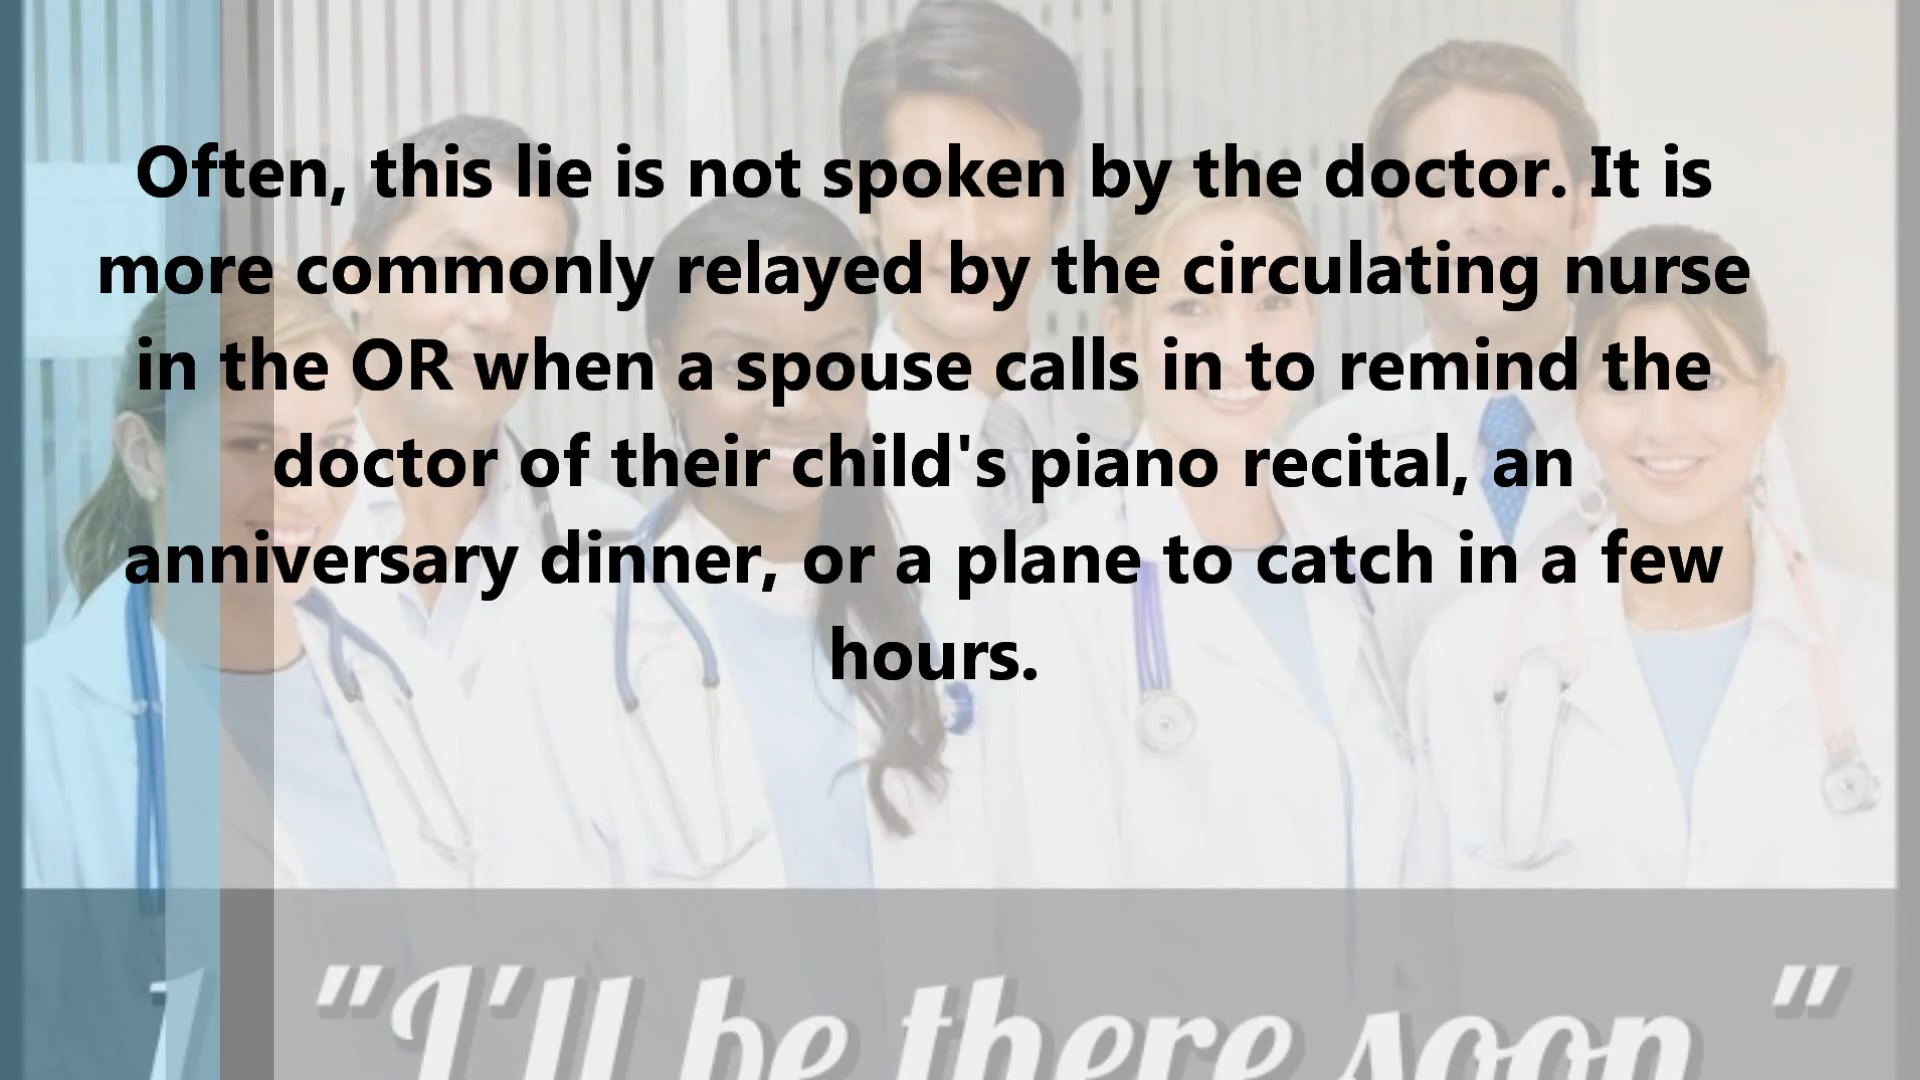 Often, this lie is not spoken by the doctor. It is
more commonly relayed by the circulating nurse
in the OR when a spouse calls in to remind the
doctor of their child's piano recital, an
anniversary dinner, or a plane to catch in a few
hours.
1 "I'll be there soon "